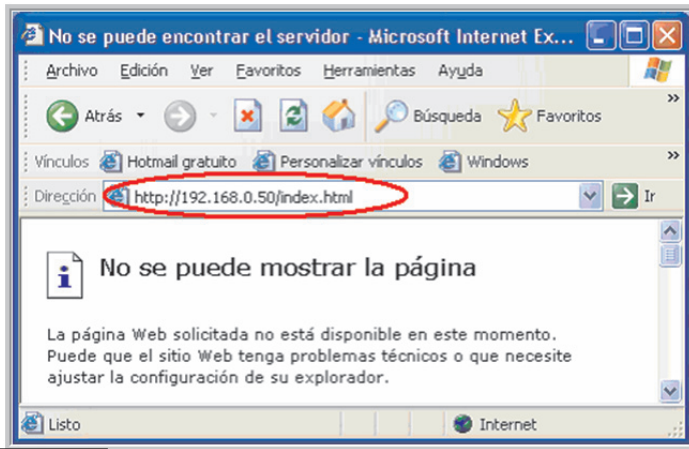 No se puede encontrar el servidor - Microsoft Internet Ex...
Archivo Edición Ver Favoritos Herramientas Ayuda
Atrás Búsqueda Favoritos »
Vínculos Hotmail gratuito Personalizar vínculos Windows »
Dirección http://192.168.0.50/index.html Ir
No se puede mostrar la página
La página Web solicitada no está disponible en este momento.
Puede que el sitio Web tenga problemas técnicos o que necesite
ajustar la configuración de su explorador.
Listo Internet